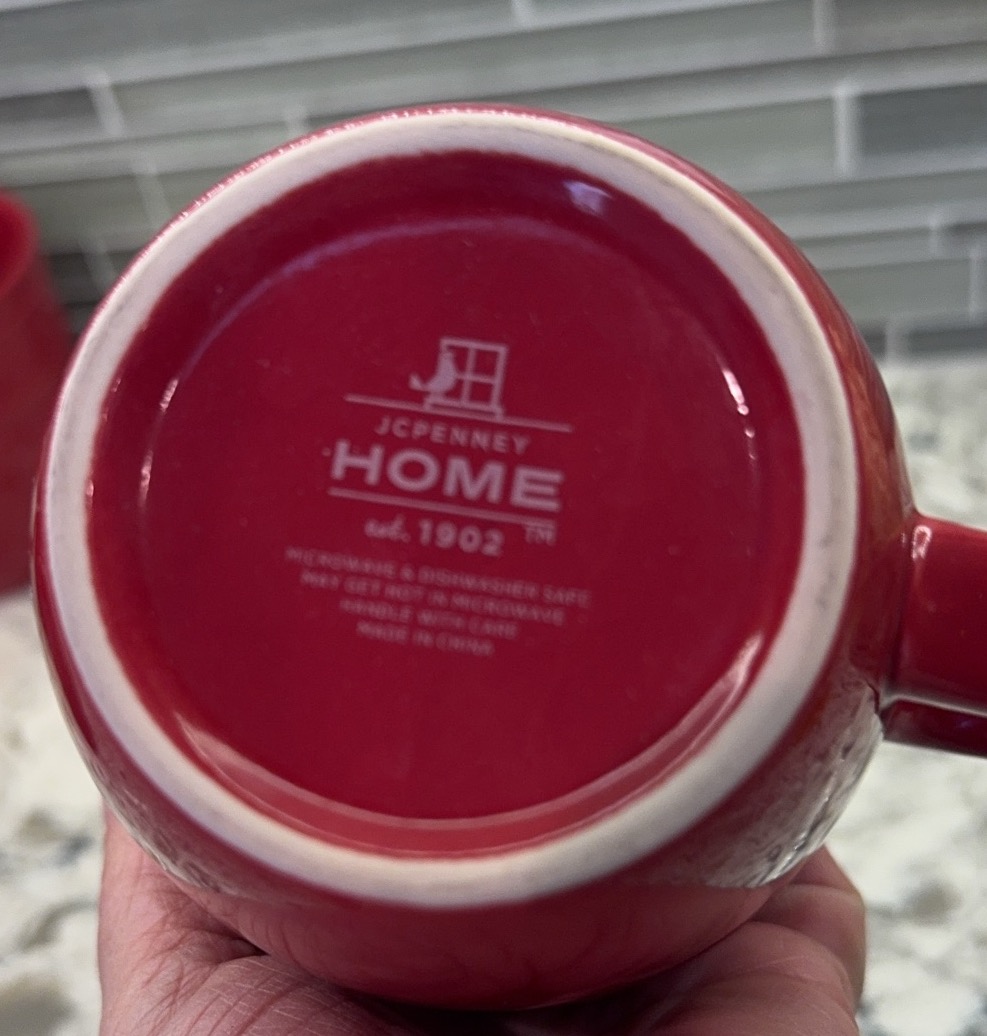 JCPENNEY
HOME
est. 1902 ™
MICROWAVE & DISHWASHER SAFE
MAY GET HOT IN MICROWAVE
HANDLE WITH CARE
MADE IN CHINA